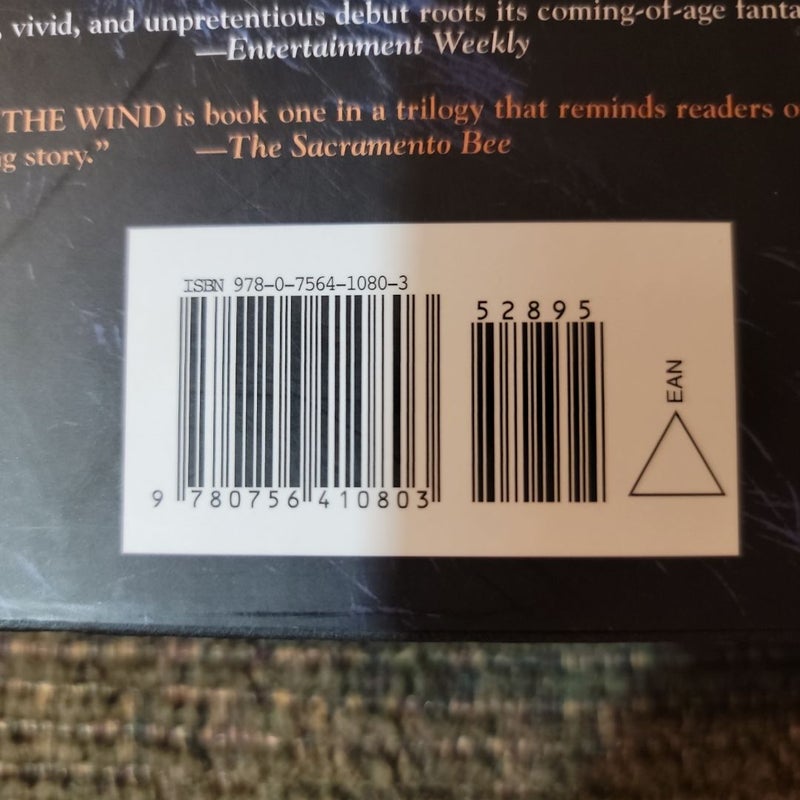 , vivid, and unpretentious debut roots its coming-of-age fanta
—Entertainment Weekly
THE WIND is book one in a trilogy that reminds readers o
g story.”
—The Sacramento Bee
ISBN 978-0-7564-1080-3
52895
EAN
9 780756 410803